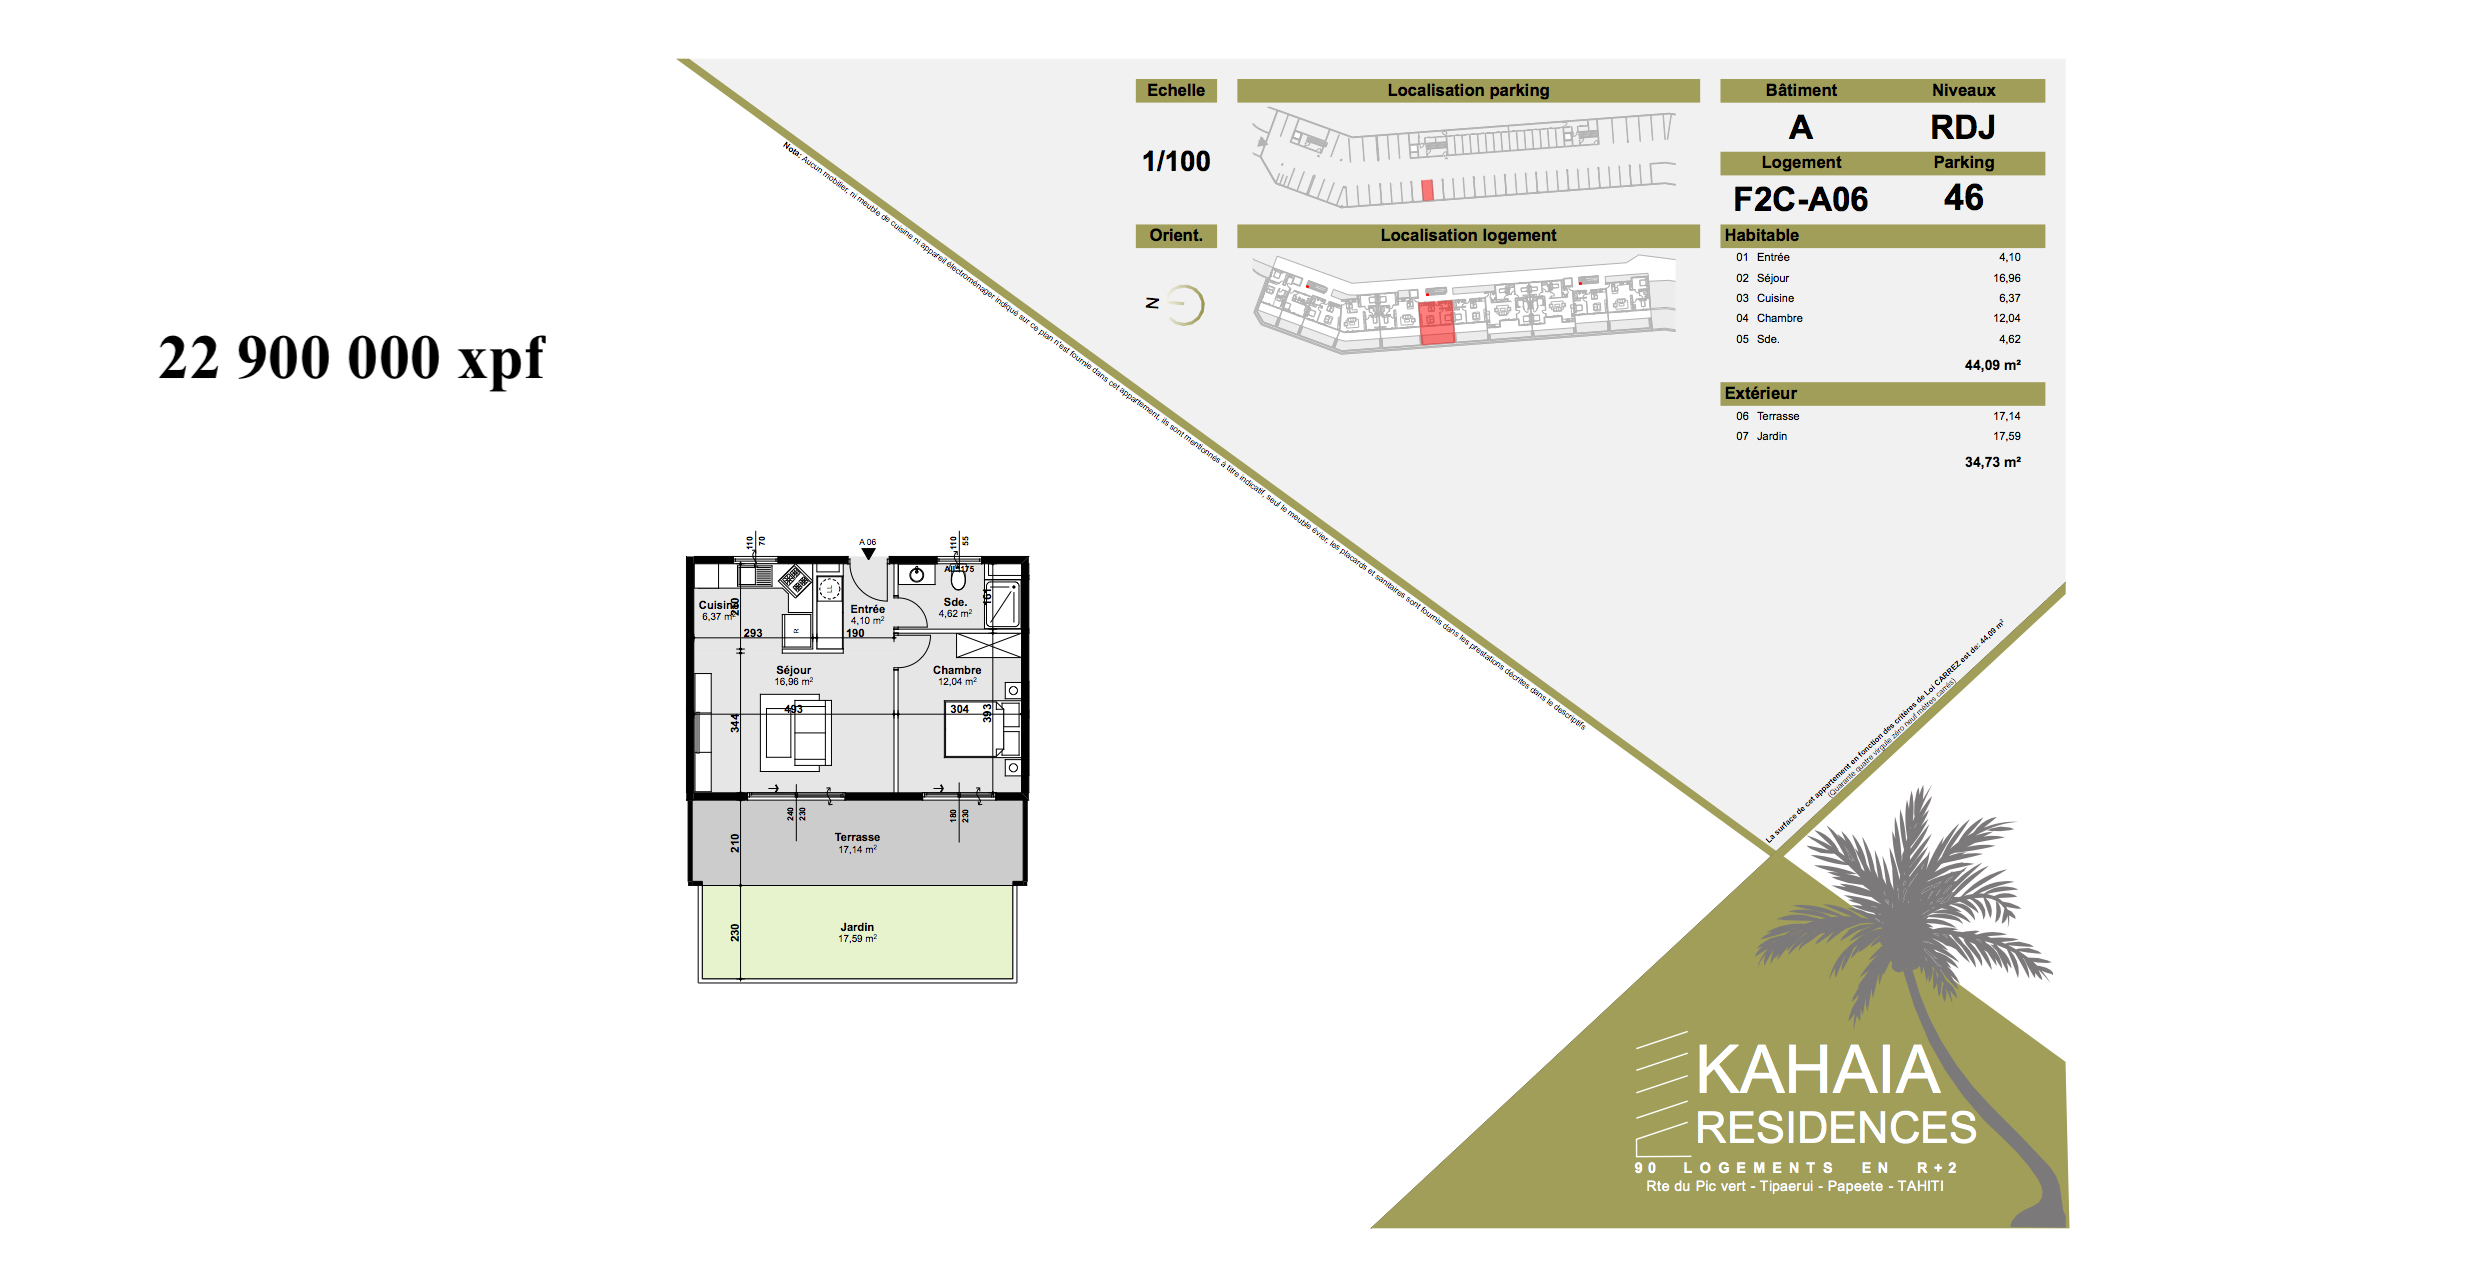 22 900 000 xpf
Echelle
1/100
Orient.
N
Localisation parking
Localisation logement
Bâtiment Niveaux
A RDJ
Logement Parking
F2C-A06 46
Habitable
01 Entrée 4,10
02 Séjour 16,96
03 Cuisine 6,37
04 Chambre 12,04
05 Sde. 4,62
44,09 m²
Extérieur
06 Terrasse 17,14
07 Jardin 17,59
34,73 m²
Nota: Aucun mobilier, ni meuble de cuisine ni appareil électroménager indiqué sur ce plan n'est fournie dans cet appartement, ils sont mentionnés à titre indicatif, seul le meuble évier, les placards et sanitaires sont fournis dans les prestations décrites dans le descriptifs
La surface de cet appartement en fonction des critères de Loi CARREZ est de: 44,09 m²
(Quarante quatre virgule zéro neuf mètres carrés)
110
70
A 06
110
55
Cuisine
6,37 m²
Entrée
4,10 m²
LL
R
Sde.
4,62 m²
161
293
190
Séjour
16,96 m²
Chambre
12,04 m²
493
304
393
344
240
230
180
230
Terrasse
17,14 m²
210
Jardin
17,59 m²
230
KAHAIA
RESIDENCES
90 LOGEMENTS EN R+2
Rte du Pic vert - Tipaerui - Papeete - TAHITI